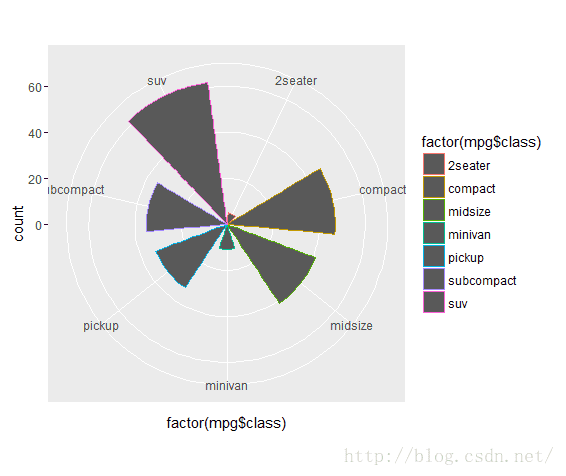 suv
2seater
60
40
20
0
ubcompact
compact
pickup
midsize
minivan
count
factor(mpg$class)
factor(mpg$class)
2seater
compact
midsize
minivan
pickup
subcompact
suv
http://blog.csdn.net/